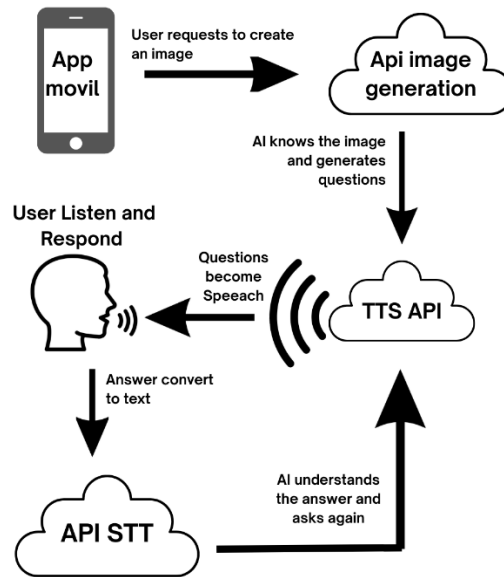 User requests to create
an image
App
movil
Api image
generation
AI knows the image
and generates
questions
User Listen and
Respond
Questions
become
Speeach
TTS API
Answer convert
to text
AI understands
the answer and
asks again
API STT